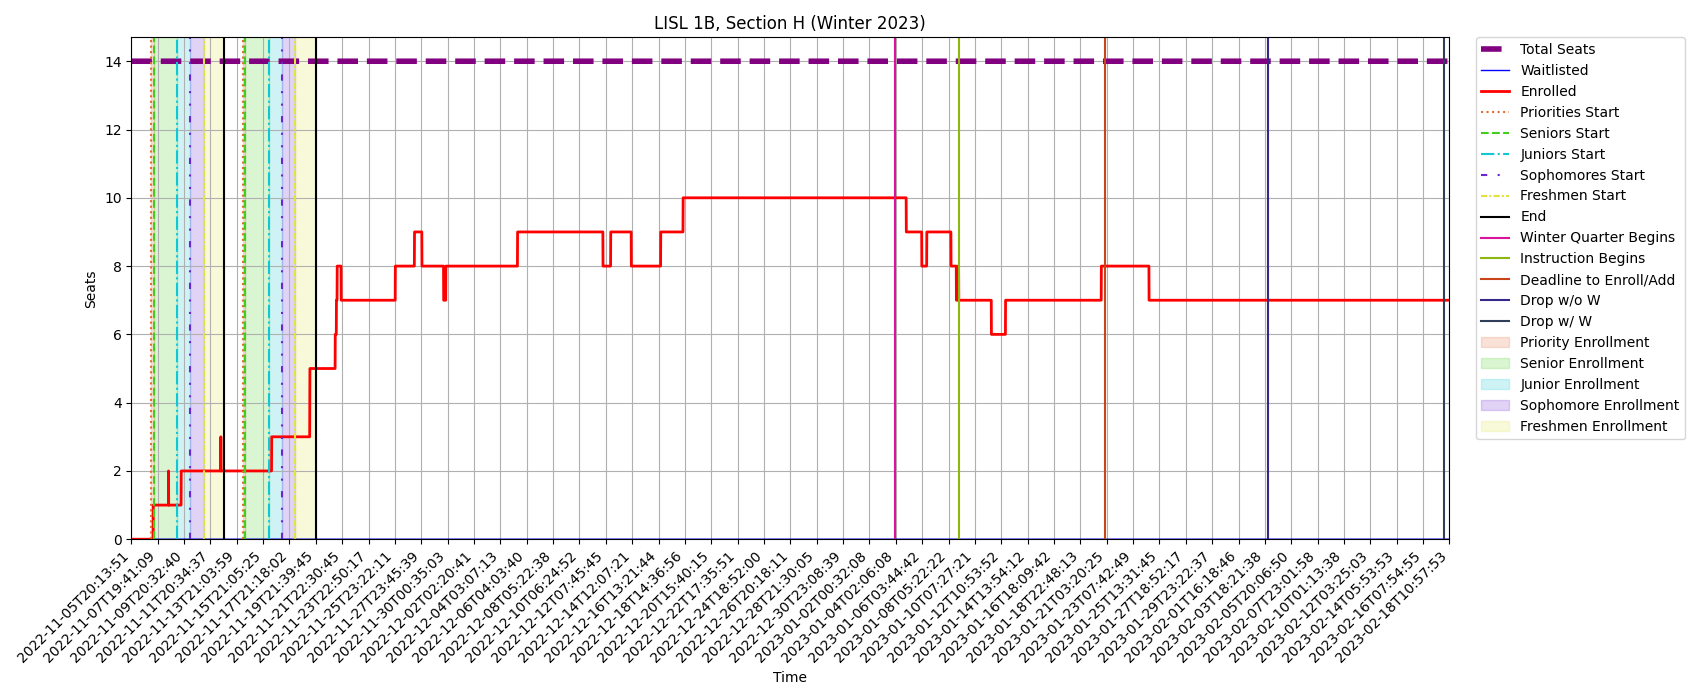 LISL 1B, Section H (Winter 2023)
Seats
14
12
10
8
6
4
2
0
2022-11-05T20:13:51
2022-11-07T19:41:09
2022-11-09T20:32:40
2022-11-11T20:34:37
2022-11-13T21:03:59
2022-11-15T21:05:25
2022-11-17T21:18:02
2022-11-19T21:39:45
2022-11-21T22:30:45
2022-11-23T22:50:17
2022-11-25T23:22:11
2022-11-27T23:45:39
2022-11-30T00:35:03
2022-12-02T02:20:41
2022-12-04T03:07:13
2022-12-06T04:03:40
2022-12-08T05:22:38
2022-12-10T06:24:52
2022-12-12T07:45:45
2022-12-14T12:07:21
2022-12-16T13:21:44
2022-12-18T14:36:56
2022-12-20T15:40:15
2022-12-22T17:35:51
2022-12-24T18:52:00
2022-12-26T20:18:11
2022-12-28T21:30:05
2022-12-30T23:08:39
2023-01-02T00:32:08
2023-01-04T02:06:08
2023-01-06T03:44:42
2023-01-08T05:22:22
2023-01-10T07:27:21
2023-01-12T10:53:52
2023-01-14T13:54:12
2023-01-16T18:09:42
2023-01-18T22:48:13
2023-01-21T03:20:25
2023-01-23T07:42:49
2023-01-25T13:31:45
2023-01-27T18:52:17
2023-01-29T23:22:37
2023-02-01T16:18:46
2023-02-03T18:21:38
2023-02-05T20:06:50
2023-02-07T23:01:58
2023-02-10T01:13:38
2023-02-12T03:25:03
2023-02-14T05:53:53
2023-02-16T07:54:55
2023-02-18T10:57:53
Time
Total Seats
Waitlisted
Enrolled
Priorities Start
Seniors Start
Juniors Start
Sophomores Start
Freshmen Start
End
Winter Quarter Begins
Instruction Begins
Deadline to Enroll/Add
Drop w/o W
Drop w/ W
Priority Enrollment
Senior Enrollment
Junior Enrollment
Sophomore Enrollment
Freshmen Enrollment